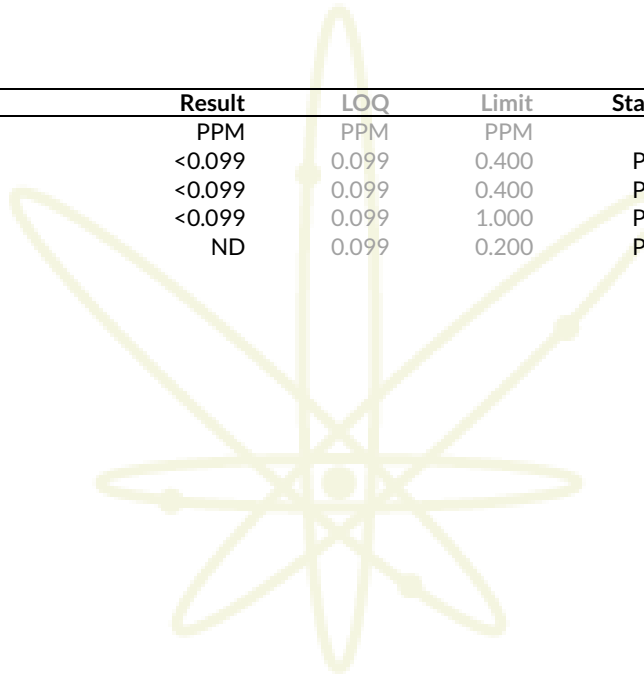 Result LOQ Limit Sta
PPM PPM PPM
<0.099 0.099 0.400 P
<0.099 0.099 0.400 P
<0.099 0.099 1.000 P
ND 0.099 0.200 P